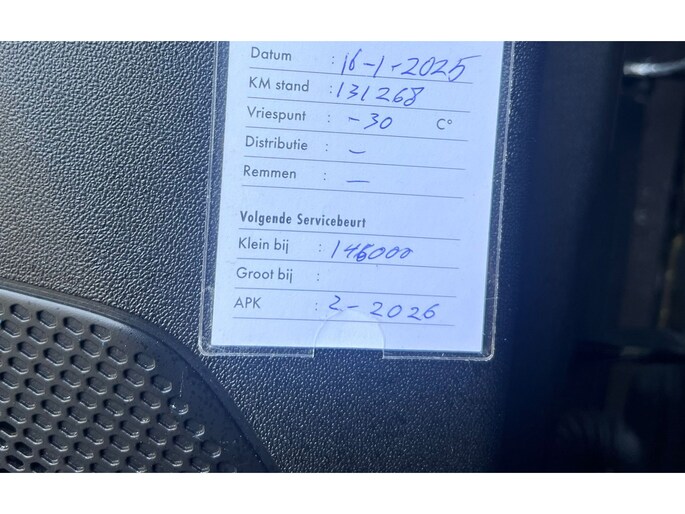 Datum : 16-1-2025
KM stand : 131268
Vriespunt : -30 C°
Distributie : -
Remmen : -
Volgende Servicebeurt
Klein bij : 146000
Groot bij :
APK : 2-2026